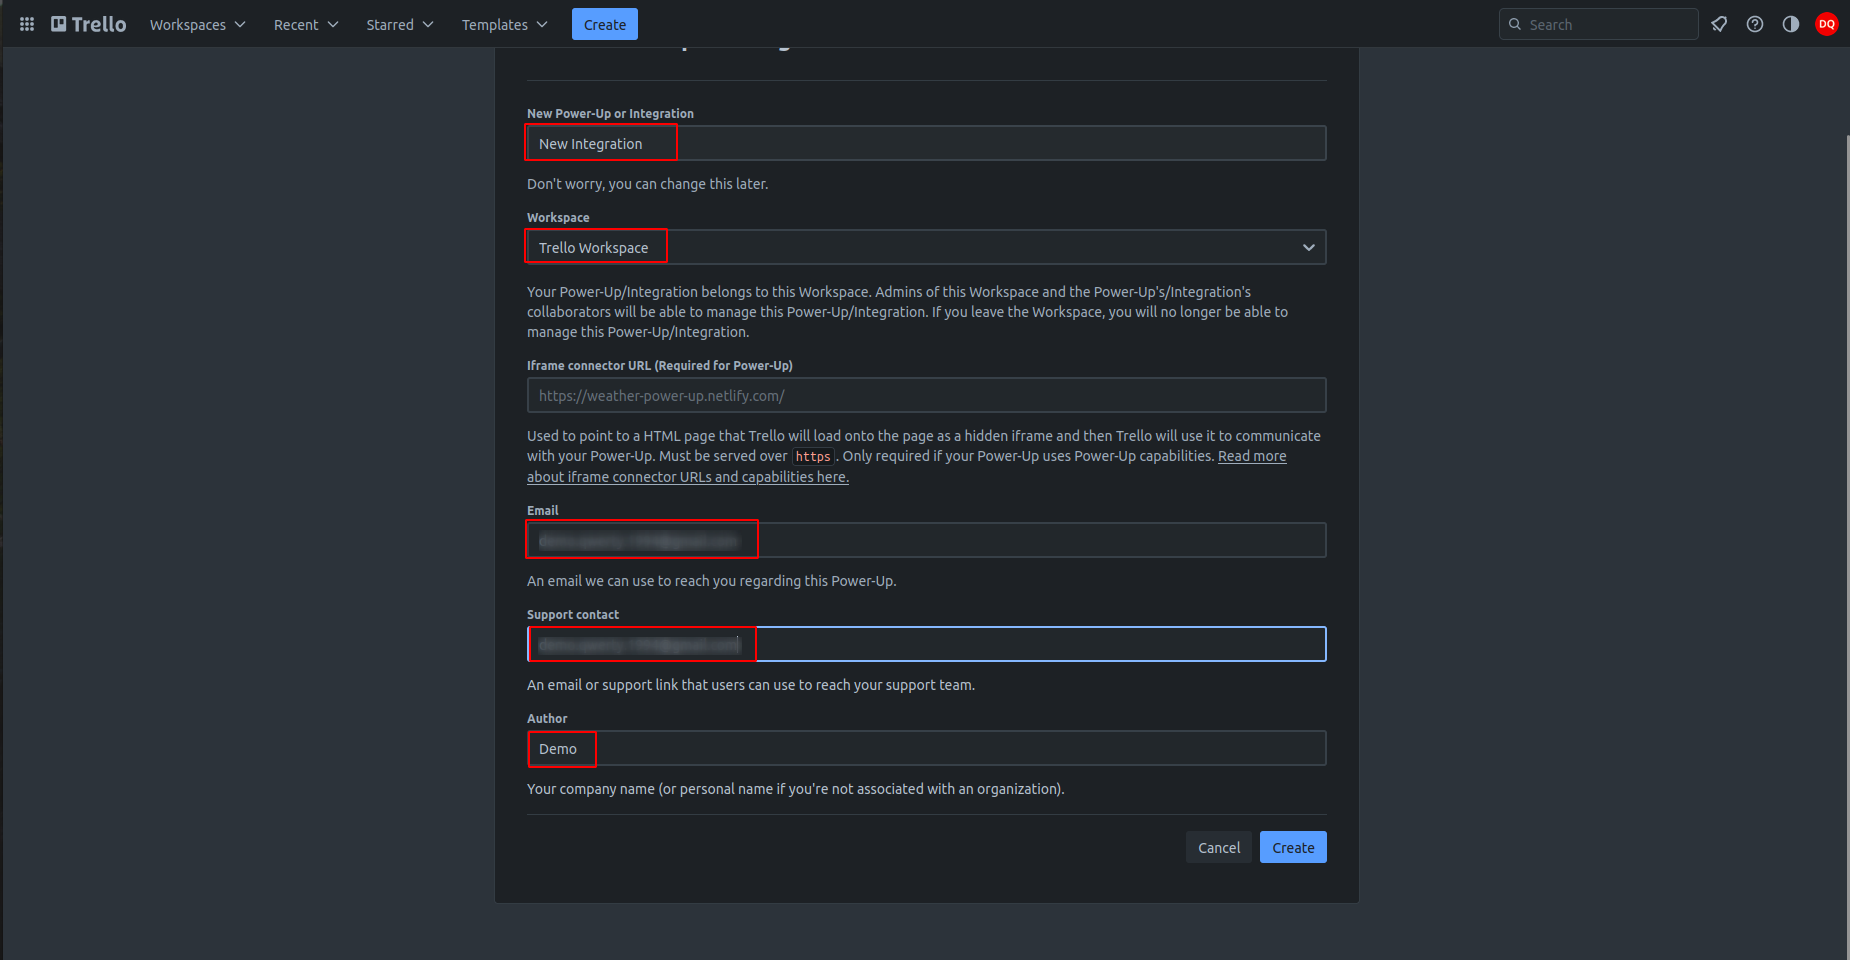 Trello Workspaces Recent Starred Templates Create Search DQ
New Power-Up or Integration
New Integration
Don't worry, you can change this later.
Workspace
Trello Workspace
Your Power-Up/Integration belongs to this Workspace. Admins of this Workspace and the Power-Up's/Integration's
collaborators will be able to manage this Power-Up/Integration. If you leave the Workspace, you will no longer be able to
manage this Power-Up/Integration.
Iframe connector URL (Required for Power-Up)
https://weather-power-up.netlify.com/
Used to point to a HTML page that Trello will load onto the page as a hidden iframe and then Trello will use it to communicate
with your Power-Up. Must be served over https. Only required if your Power-Up uses Power-Up capabilities. Read more
about iframe connector URLs and capabilities here.
Email
An email we can use to reach you regarding this Power-Up.
Support contact
An email or support link that users can use to reach your support team.
Author
Demo
Your company name (or personal name if you're not associated with an organization).
Cancel Create